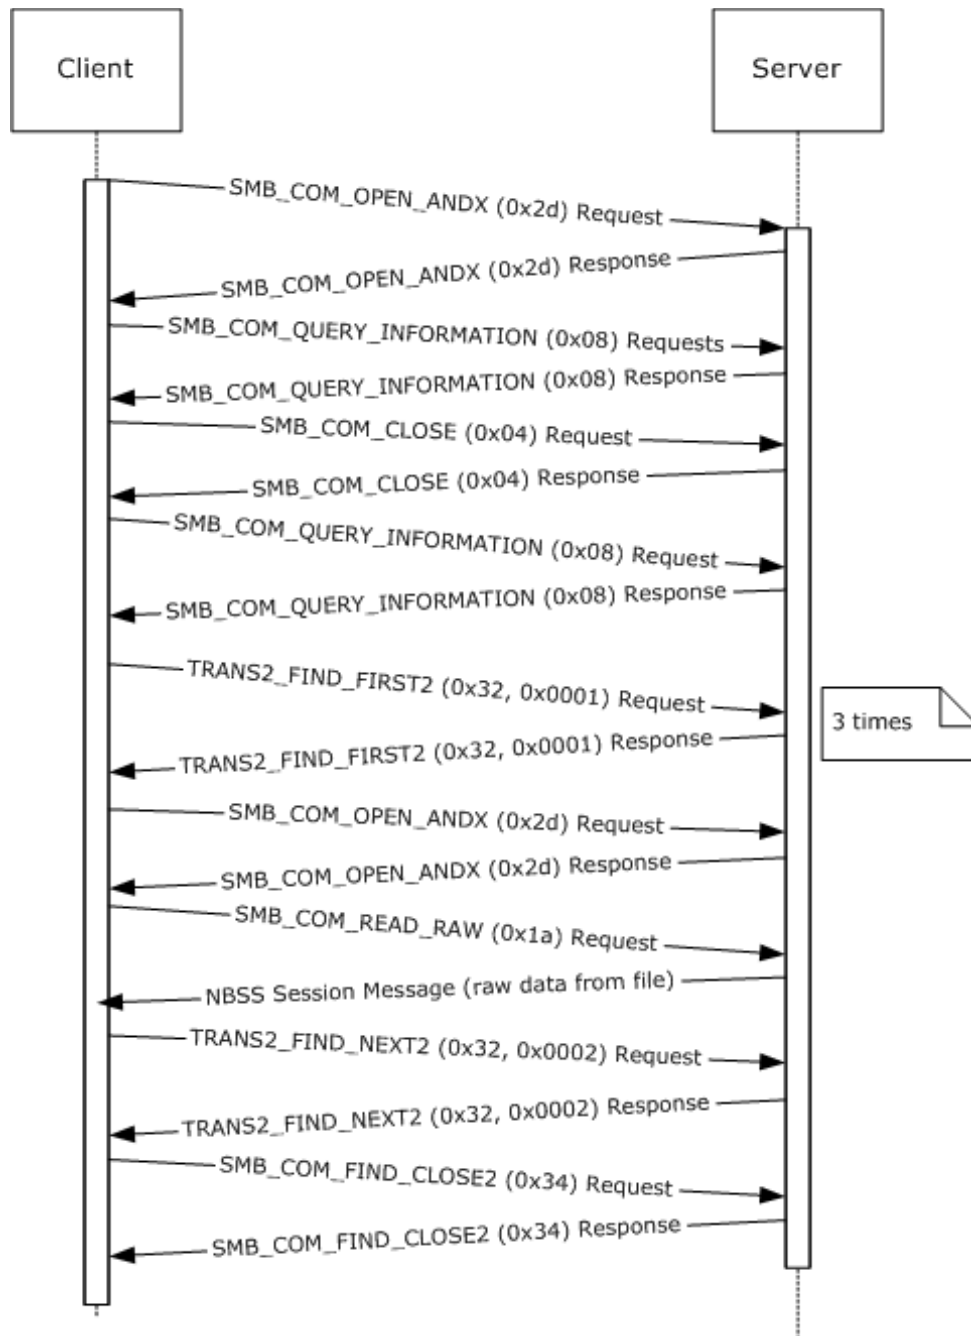 Client
Server
SMB_COM_OPEN_ANDX (0x2d) Request
SMB_COM_OPEN_ANDX (0x2d) Response
SMB_COM_QUERY_INFORMATION (0x08) Requests
SMB_COM_QUERY_INFORMATION (0x08) Response
SMB_COM_CLOSE (0x04) Request
SMB_COM_CLOSE (0x04) Response
SMB_COM_QUERY_INFORMATION (0x08) Request
SMB_COM_QUERY_INFORMATION (0x08) Response
TRANS2_FIND_FIRST2 (0x32, 0x0001) Request
3 times
TRANS2_FIND_FIRST2 (0x32, 0x0001) Response
SMB_COM_OPEN_ANDX (0x2d) Request
SMB_COM_OPEN_ANDX (0x2d) Response
SMB_COM_READ_RAW (0x1a) Request
NBSS Session Message (raw data from file)
TRANS2_FIND_NEXT2 (0x32, 0x0002) Request
TRANS2_FIND_NEXT2 (0x32, 0x0002) Response
SMB_COM_FIND_CLOSE2 (0x34) Request
SMB_COM_FIND_CLOSE2 (0x34) Response